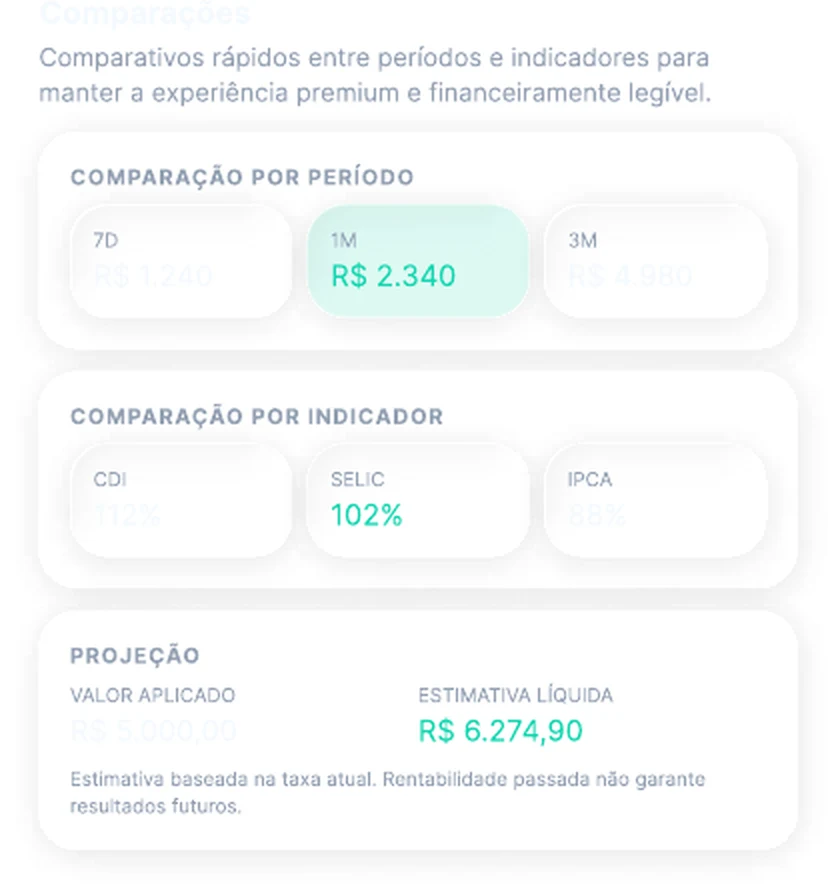 Comparações
Comparativos rápidos entre períodos e indicadores para
manter a experiência premium e financeiramente legível.
COMPARAÇÃO POR PERÍODO
7D
1M
3M
R$ 1.240
R$ 2.340
R$ 4.980
COMPARAÇÃO POR INDICADOR
CDI
SELIC
IPCA
112%
102%
88%
PROJEÇÃO
VALOR APLICADO
ESTIMATIVA LÍQUIDA
R$ 5.000,00
R$ 6.274,90
Estimativa baseada na taxa atual. Rentabilidade passada não garante
resultados futuros.